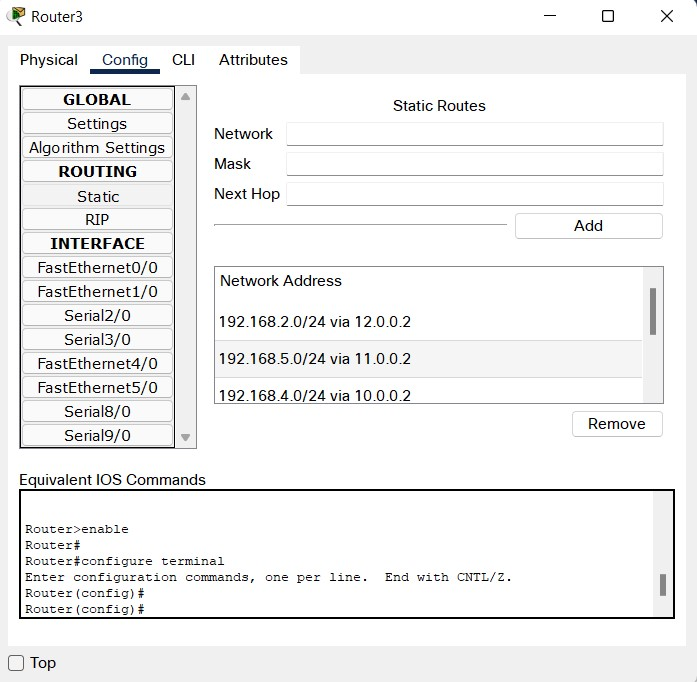 Router3
Physical Config CLI Attributes
GLOBAL
Settings
Algorithm Settings
ROUTING
Static
RIP
INTERFACE
FastEthernet0/0
FastEthernet1/0
Serial2/0
Serial3/0
FastEthernet4/0
FastEthernet5/0
Serial8/0
Serial9/0
Static Routes
Network
Mask
Next Hop
Add
Network Address
192.168.2.0/24 via 12.0.0.2
192.168.5.0/24 via 11.0.0.2
192.168.4.0/24 via 10.0.0.2
Remove
Equivalent IOS Commands
Router>enable
Router#
Router#configure terminal
Enter configuration commands, one per line.  End with CNTL/Z.
Router(config)#
Router(config)#
Top